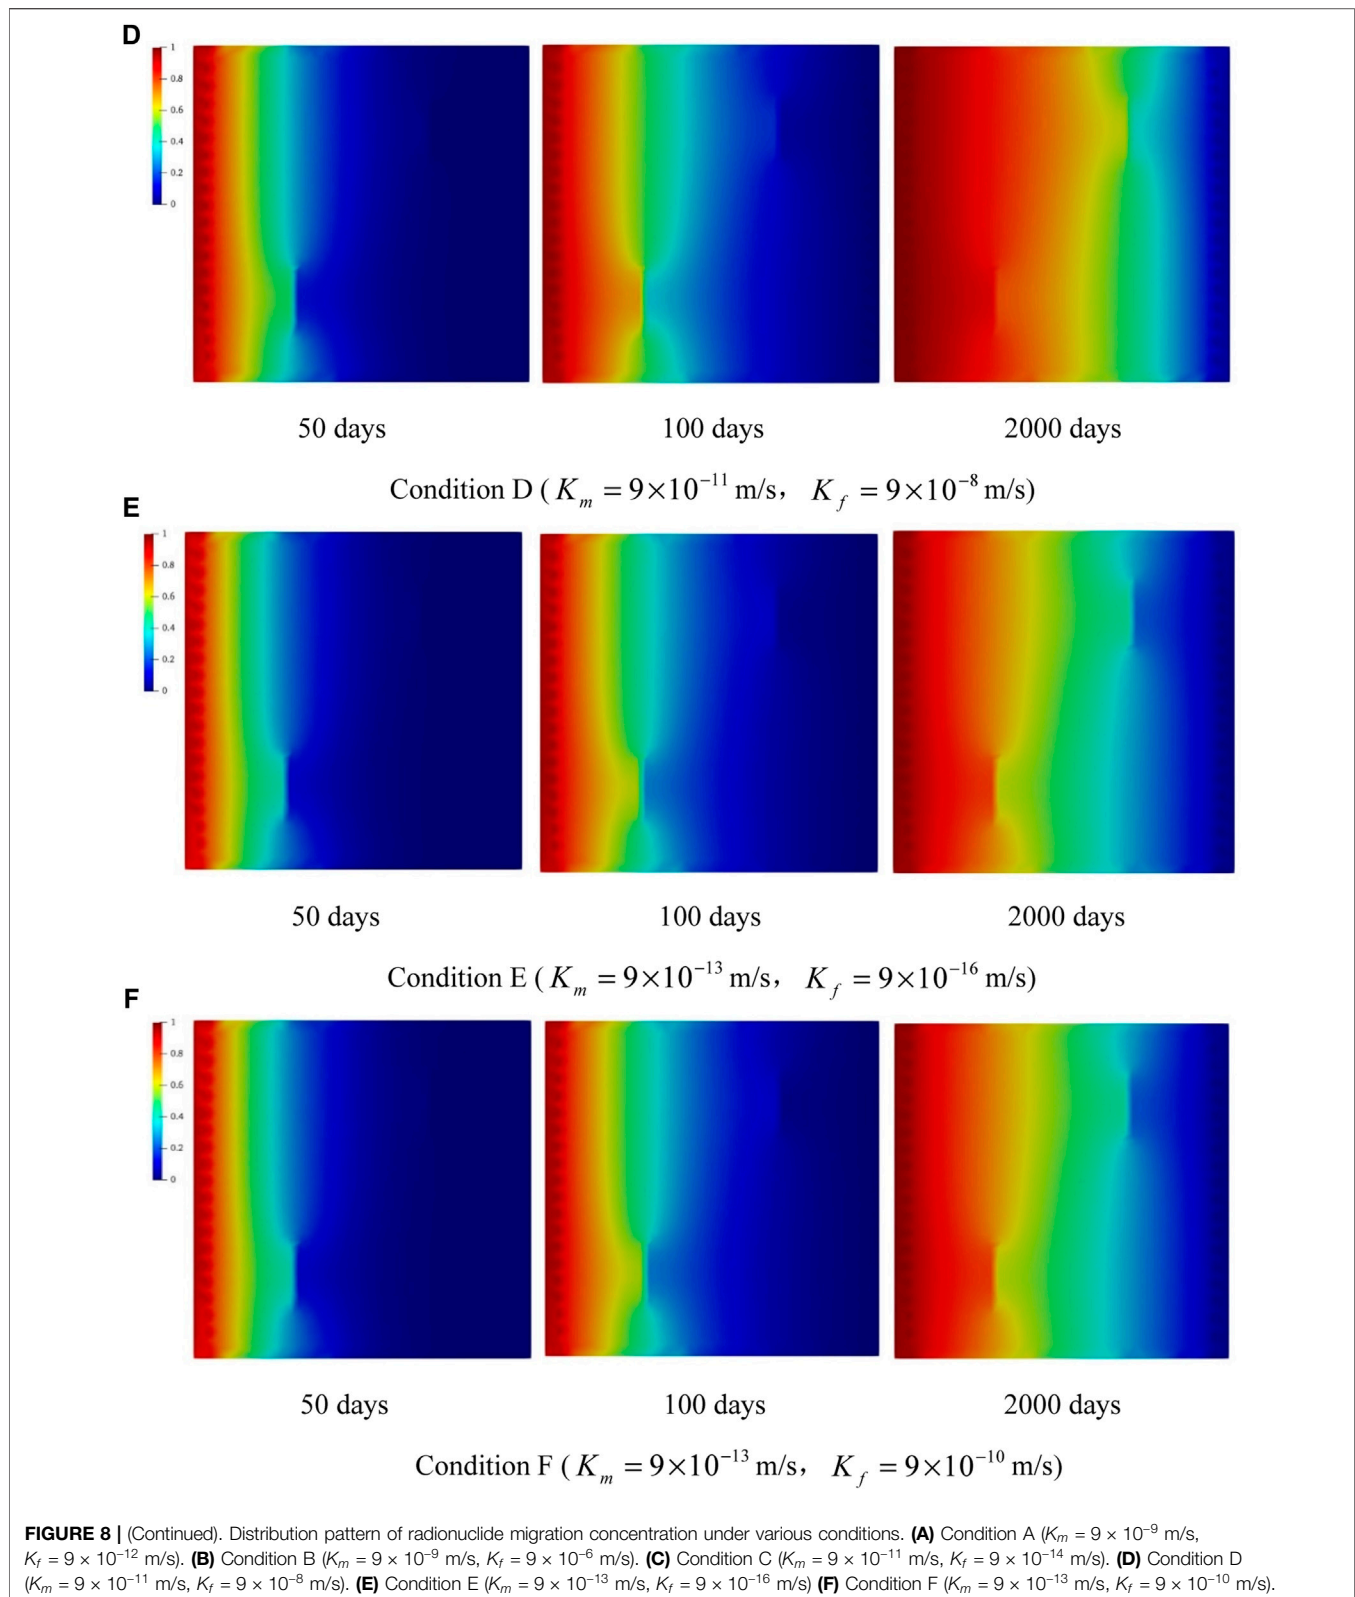 D
1
0.8
0.6
0.4
0.2
0
50 days
100 days
2000 days
Condition D ( K_m = 9×10^−11 m/s, K_f = 9×10^−8 m/s)
E
1
0.8
0.6
0.4
0.2
0
50 days
100 days
2000 days
Condition E ( K_m = 9×10^−13 m/s, K_f = 9×10^−16 m/s)
F
1
0.8
0.6
0.4
0.2
0
50 days
100 days
2000 days
Condition F ( K_m = 9×10^−13 m/s, K_f = 9×10^−10 m/s)
FIGURE 8 | (Continued). Distribution pattern of radionuclide migration concentration under various conditions. (A) Condition A (K_m = 9 × 10^−9 m/s,
K_f = 9 × 10^−12 m/s). (B) Condition B (K_m = 9 × 10^−9 m/s, K_f = 9 × 10^−6 m/s). (C) Condition C (K_m = 9 × 10^−11 m/s, K_f = 9 × 10^−14 m/s). (D) Condition D
(K_m = 9 × 10^−11 m/s, K_f = 9 × 10^−8 m/s). (E) Condition E (K_m = 9 × 10^−13 m/s, K_f = 9 × 10^−16 m/s) (F) Condition F (K_m = 9 × 10^−13 m/s, K_f = 9 × 10^−10 m/s).